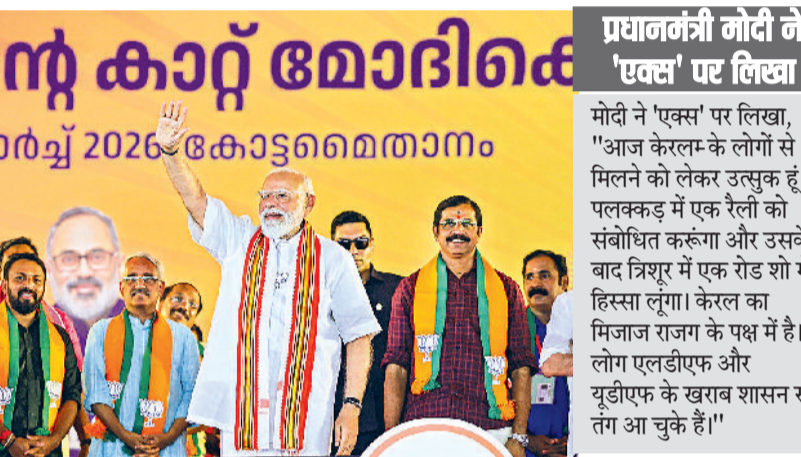 ന്റ കാറ്റ് മോദിക്കൊ
ാർച്ച് 2026 കോട്ടമൈതാനം
प्रधानमंत्री मोदी ने
'एक्स' पर लिखा
मोदी ने 'एक्स' पर लिखा,
"आज केरलम के लोगों से
मिलने को लेकर उत्सुक हूं
पलक्कड़ में एक रैली को
संबोधित करूंगा और उसके
बाद त्रिशूर में एक रोड शो
हिस्सा लूंगा। केरल का
मिजाज राजग के पक्ष में है।
लोग एलडीएफ और
यूडीएफ के खराब शासन
तंग आ चुके हैं।"